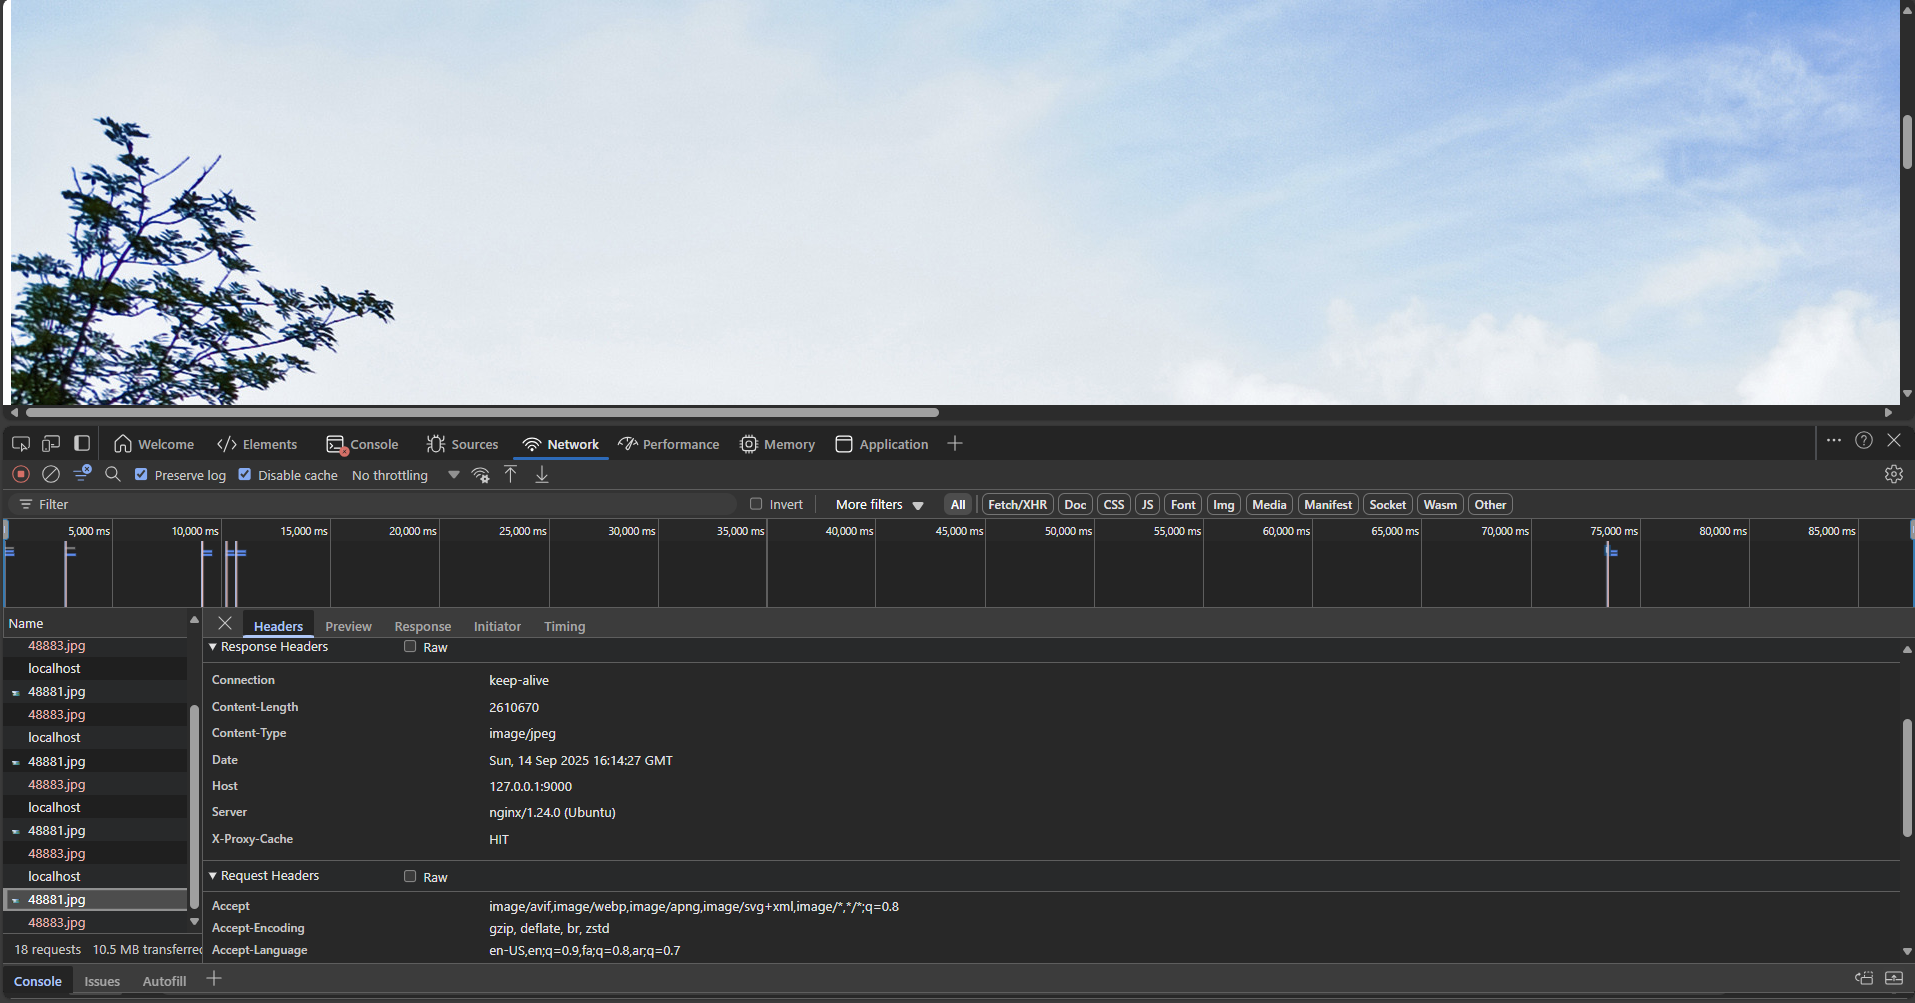 Welcome Elements Console Sources Network Performance Memory Application
Preserve log Disable cache No throttling
Filter Invert More filters All Fetch/XHR Doc CSS JS Font Img Media Manifest Socket Wasm Other
5,000 ms 10,000 ms 15,000 ms 20,000 ms 25,000 ms 30,000 ms 35,000 ms 40,000 ms 45,000 ms 50,000 ms 55,000 ms 60,000 ms 65,000 ms 70,000 ms 75,000 ms 80,000 ms 85,000 ms
Name
48883.jpg
localhost
48881.jpg
48883.jpg
localhost
48881.jpg
48883.jpg
localhost
48881.jpg
48883.jpg
localhost
48881.jpg
48883.jpg
18 requests 10.5 MB transferred
Headers Preview Response Initiator Timing
Response Headers Raw
Connection keep-alive
Content-Length 2610670
Content-Type image/jpeg
Date Sun, 14 Sep 2025 16:14:27 GMT
Host 127.0.0.1:9000
Server nginx/1.24.0 (Ubuntu)
X-Proxy-Cache HIT
Request Headers Raw
Accept image/avif,image/webp,image/apng,image/svg+xml,image/*,*/*;q=0.8
Accept-Encoding gzip, deflate, br, zstd
Accept-Language en-US,en;q=0.9,fa;q=0.8,ar;q=0.7
Console Issues Autofill